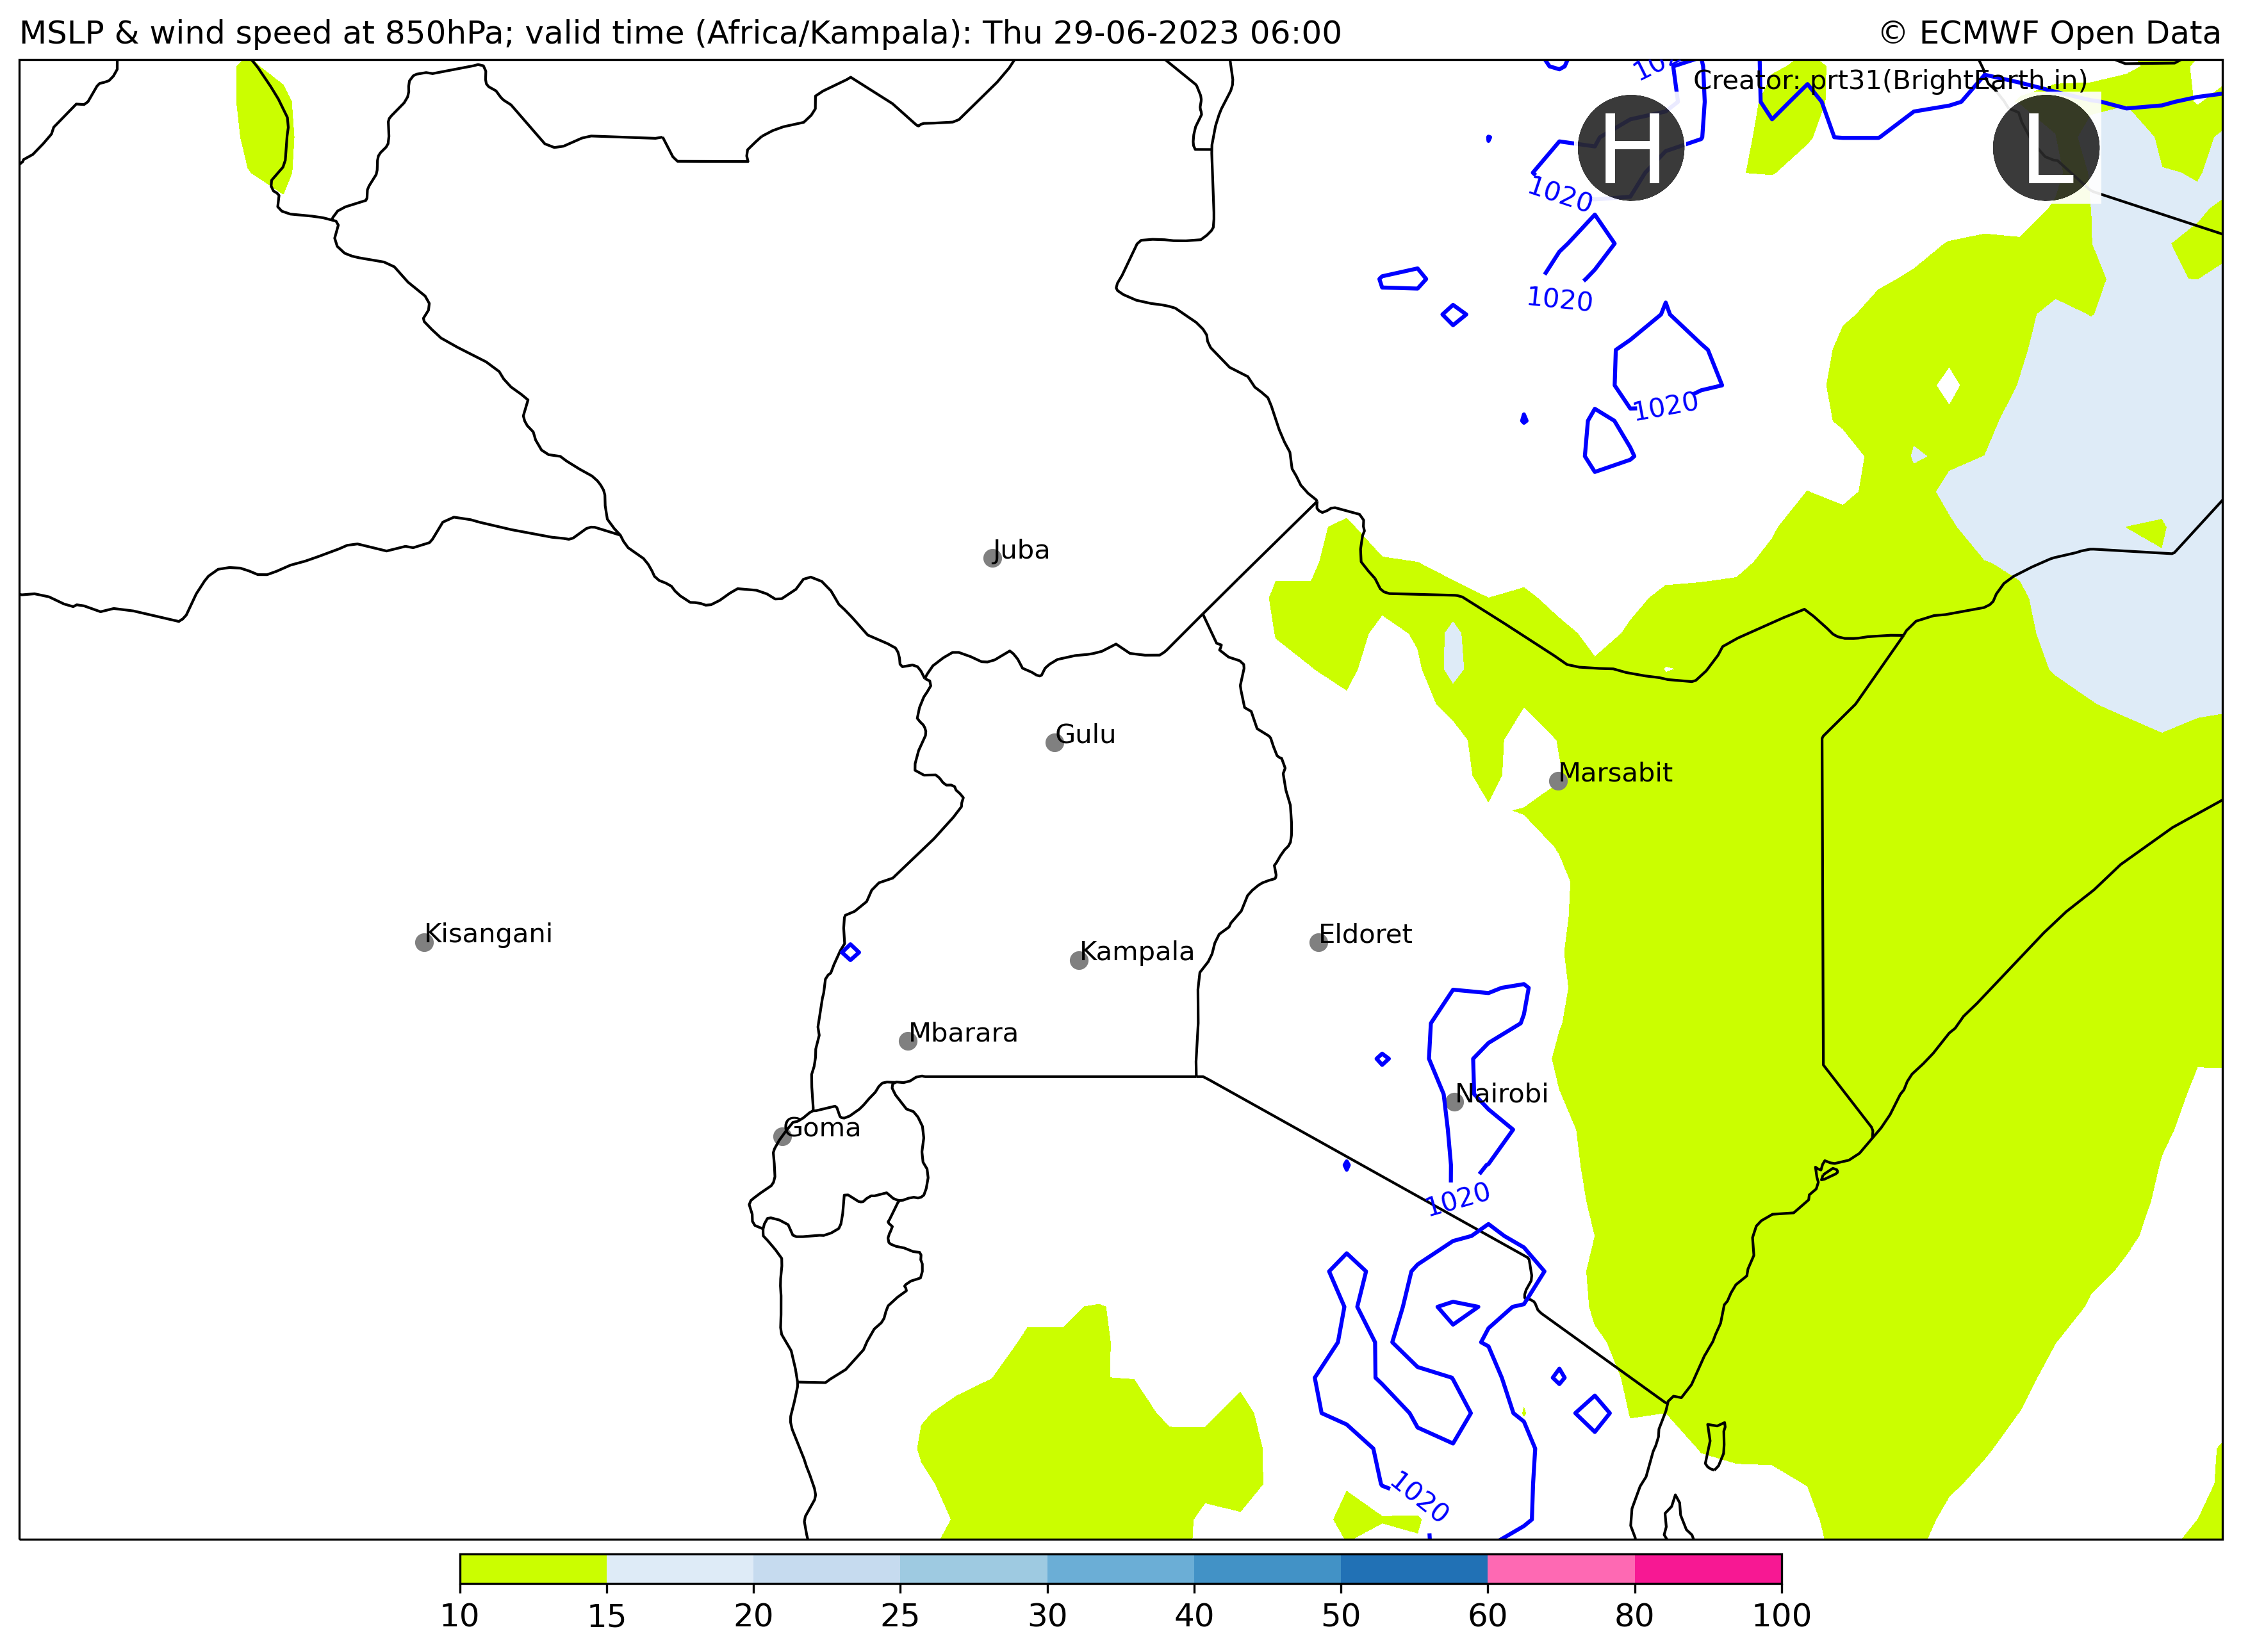 MSLP & wind speed at 850hPa; valid time (Africa/Kampala): Thu 29-06-2023 06:00
© ECMWF Open Data
Creator: prt31(BrightEarth.in)
H
L
1020
1020
1020
Juba
Gulu
Marsabit
Kisangani
Eldoret
Kampala
Mbarara
Nairobi
Goma
1020
1020
10 15 20 25 30 40 50 60 80 100